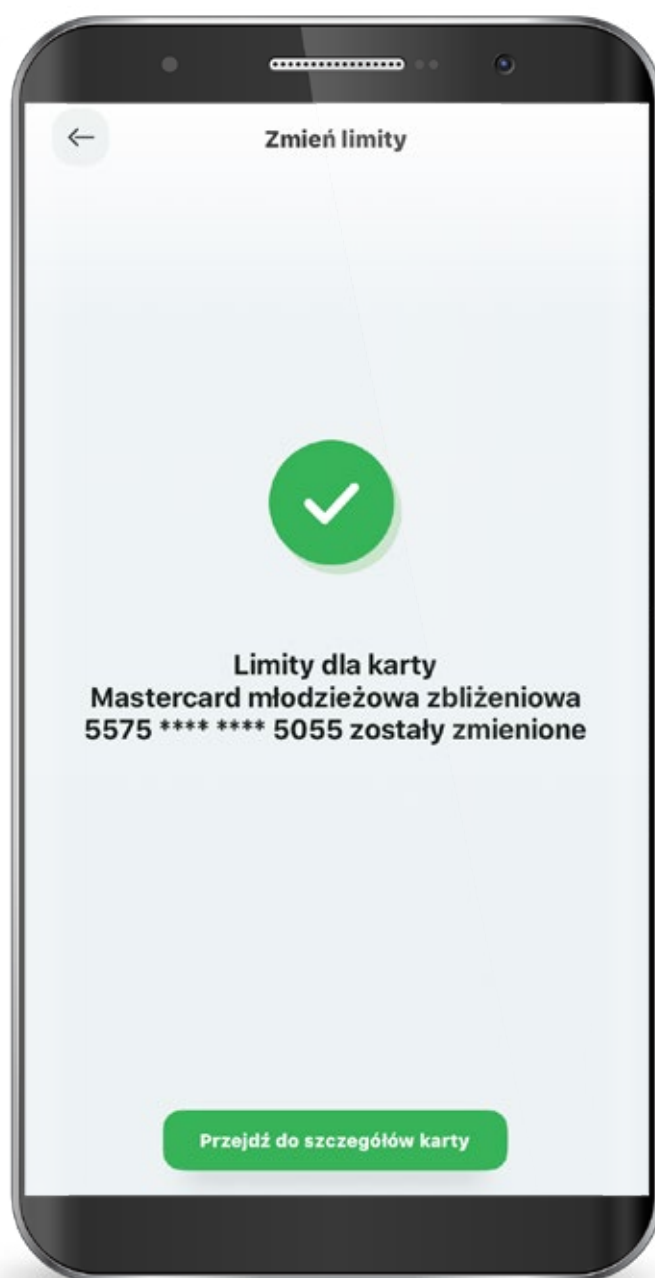 Zmień limity
Limity dla karty
Mastercard młodzieżowa zbliżeniowa
5575 **** **** 5055 zostały zmienione
Przejdź do szczegółów karty